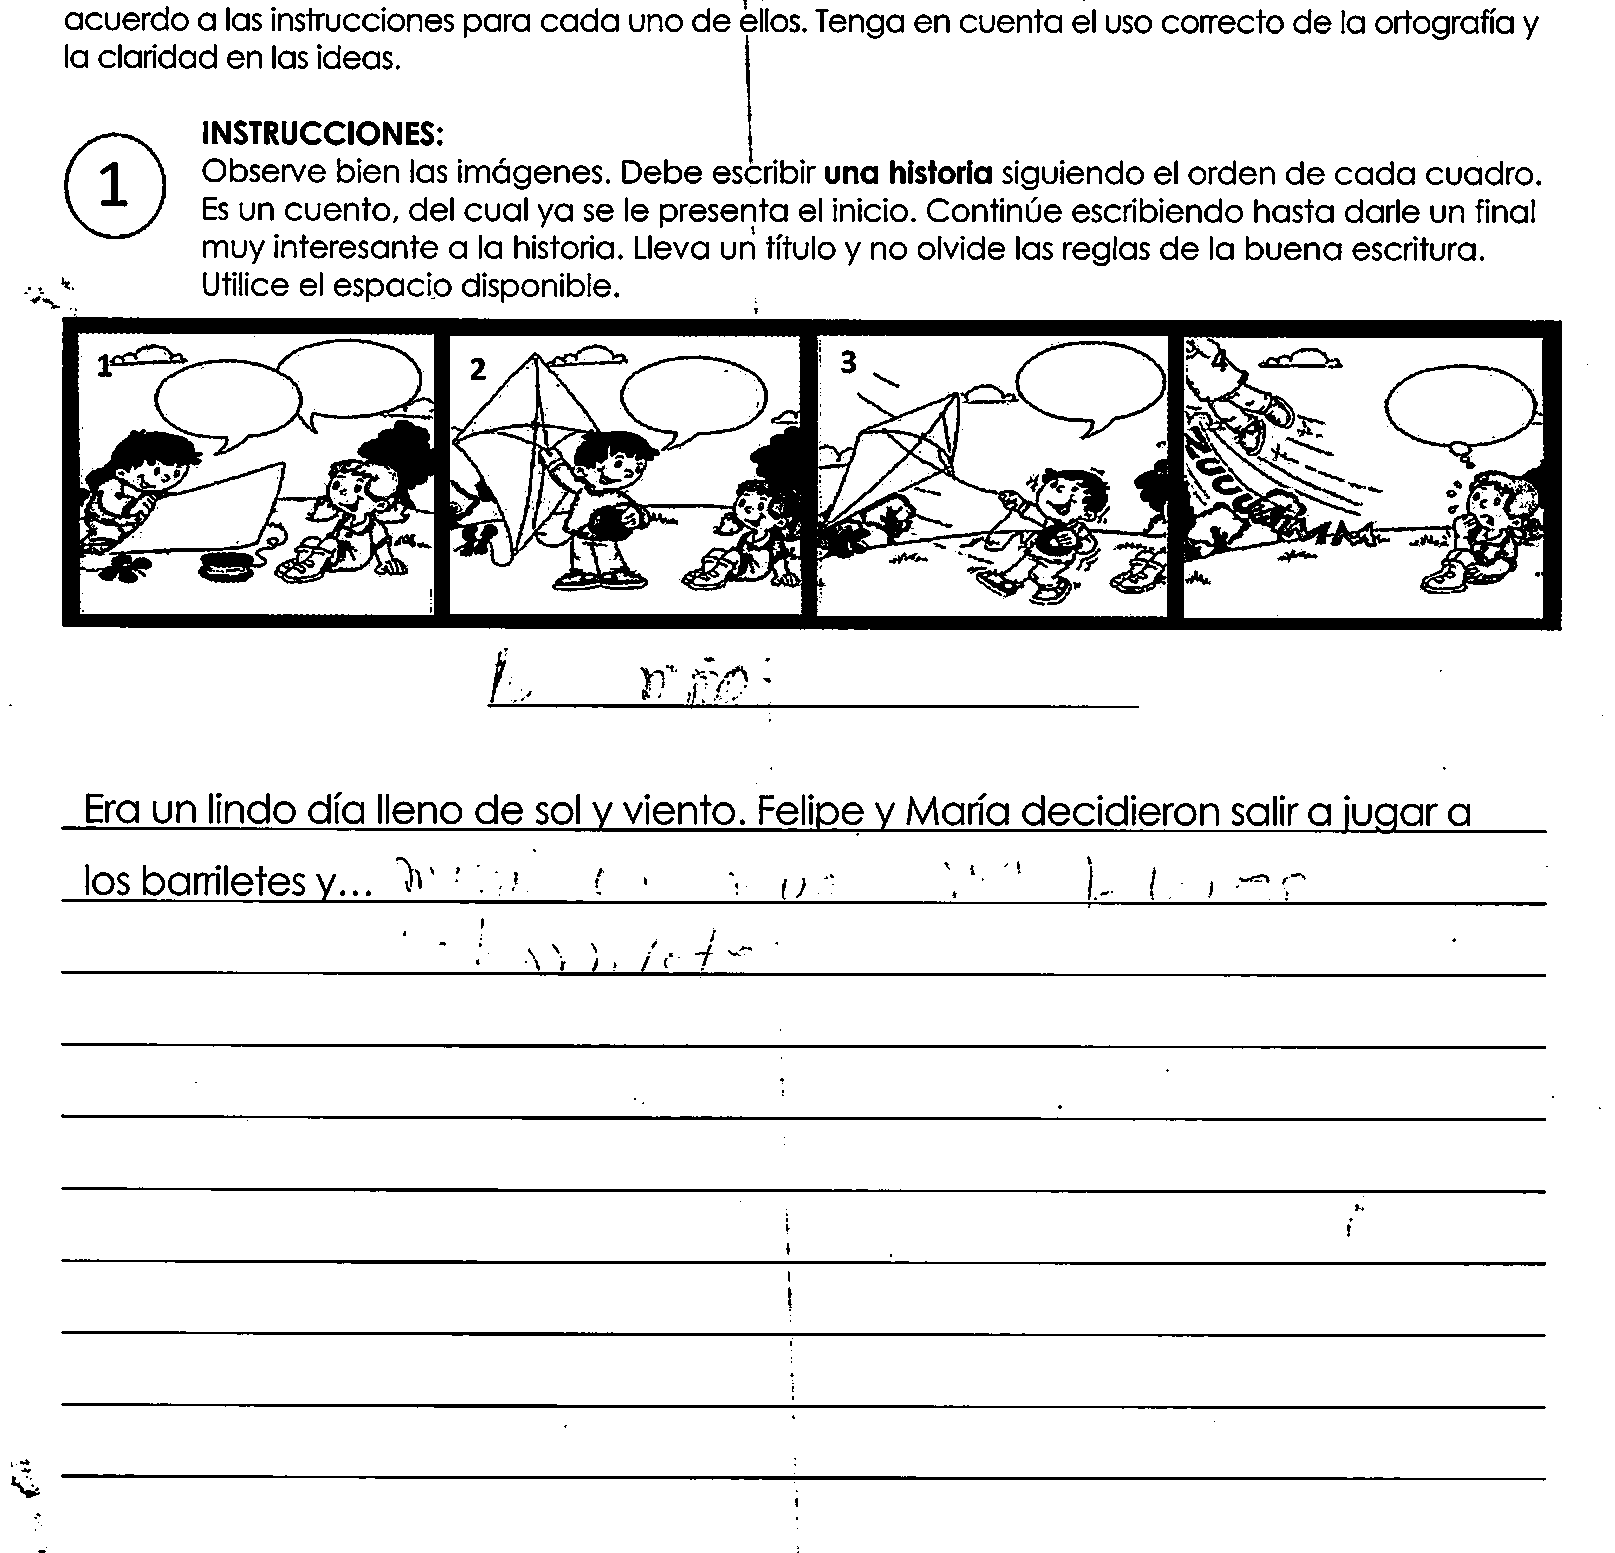 acuerdo a las instrucciones para cada uno de ellos. Tenga en cuenta el uso correcto de la ortografía y
la claridad en las ideas.
1
INSTRUCCIONES:
Observe bien las imágenes. Debe escribir una historia siguiendo el orden de cada cuadro.
Es un cuento, del cual ya se le presenta el inicio. Continúe escribiendo hasta darle un final
muy interesante a la historia. Lleva un título y no olvide las reglas de la buena escritura.
Utilice el espacio disponible.
1
2
3
4
Era un lindo día lleno de sol y viento. Felipe y María decidieron salir a jugar a
los barriletes y...